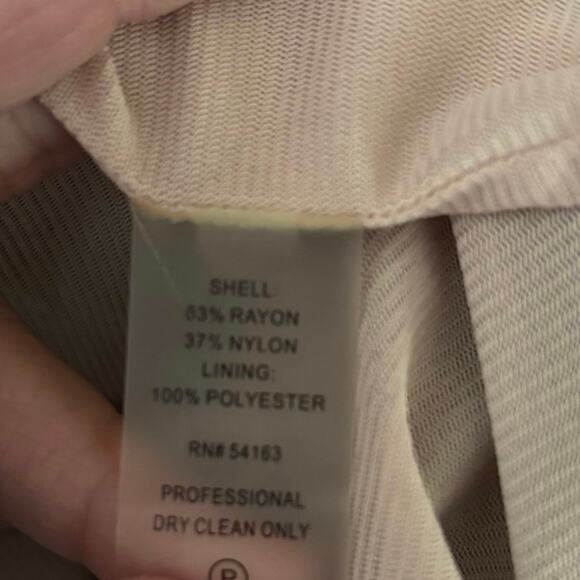 SHELL:
63% RAYON
37% NYLON
LINING:
100% POLYESTER
RN# 54163
PROFESSIONAL
DRY CLEAN ONLY
P